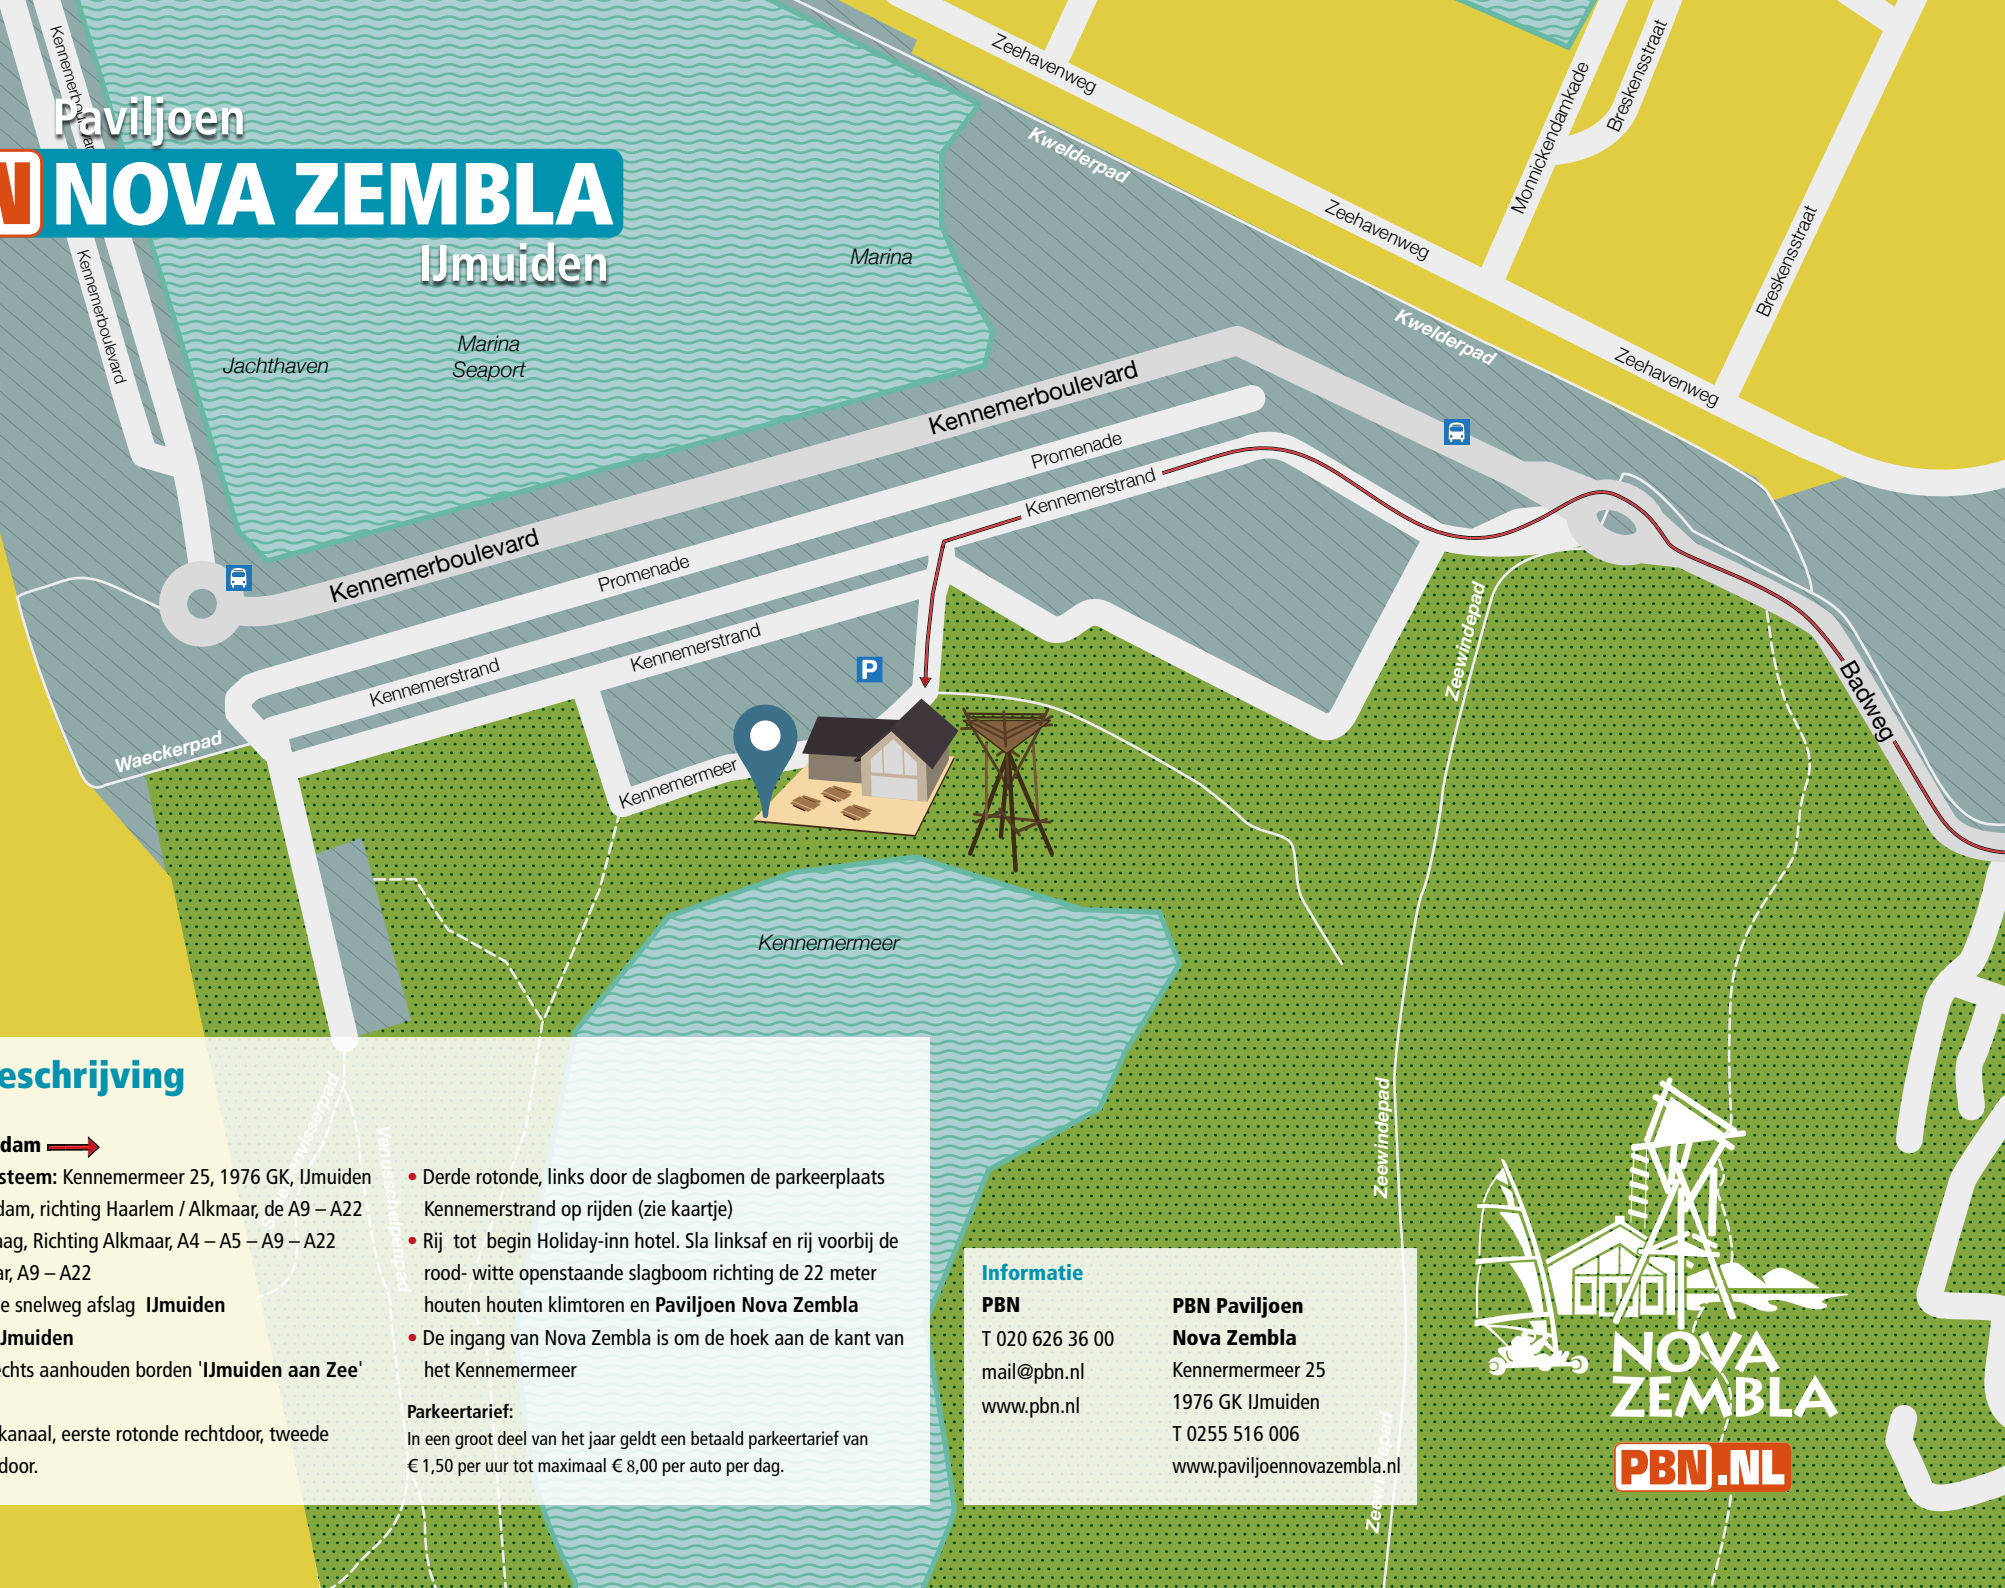 Paviljoen
NOVA ZEMBLA
IJmuiden
Kennemerboulevard
Kennemerboulevard
Zeehavenweg
Kwelderpad
Monnickendamkade
Breskensstraat
Zeehavenweg
Breskensstraat
Kwelderpad
Zeehavenweg
Marina
Jachthaven
Marina
Seaport
Kennemerboulevard
Promenade
Kennemerstrand
Kennemerboulevard
Promenade
Kennemerstrand
Kennemerstrand
P
Waeckerpad
Kennemermeer
Zeewindepad
Badweg
Kennemermeer
Zeewindepad
Zeewindepad
Venusschelpenpad
eschrijving
dam
steem: Kennemermeer 25, 1976 GK, IJmuiden
dam, richting Haarlem / Alkmaar, de A9 – A22
aag, Richting Alkmaar, A4 – A5 – A9 – A22
ar, A9 – A22
e snelweg afslag IJmuiden
IJmuiden
echts aanhouden borden 'IJmuiden aan Zee'
kanaal, eerste rotonde rechtdoor, tweede
door.
• Derde rotonde, links door de slagbomen de parkeerplaats
Kennemerstrand op rijden (zie kaartje)
• Rij tot begin Holiday-inn hotel. Sla linksaf en rij voorbij de
rood- witte openstaande slagboom richting de 22 meter
houten houten klimtoren en Paviljoen Nova Zembla
• De ingang van Nova Zembla is om de hoek aan de kant van
het Kennemermeer
Parkeertarief:
In een groot deel van het jaar geldt een betaald parkeertarief van
€ 1,50 per uur tot maximaal € 8,00 per auto per dag.
Informatie
PBN
T 020 626 36 00
mail@pbn.nl
www.pbn.nl
PBN Paviljoen
Nova Zembla
Kennermermeer 25
1976 GK IJmuiden
T 0255 516 006
www.paviljoennovazembla.nl
NOVA
ZEMBLA
PBN.NL